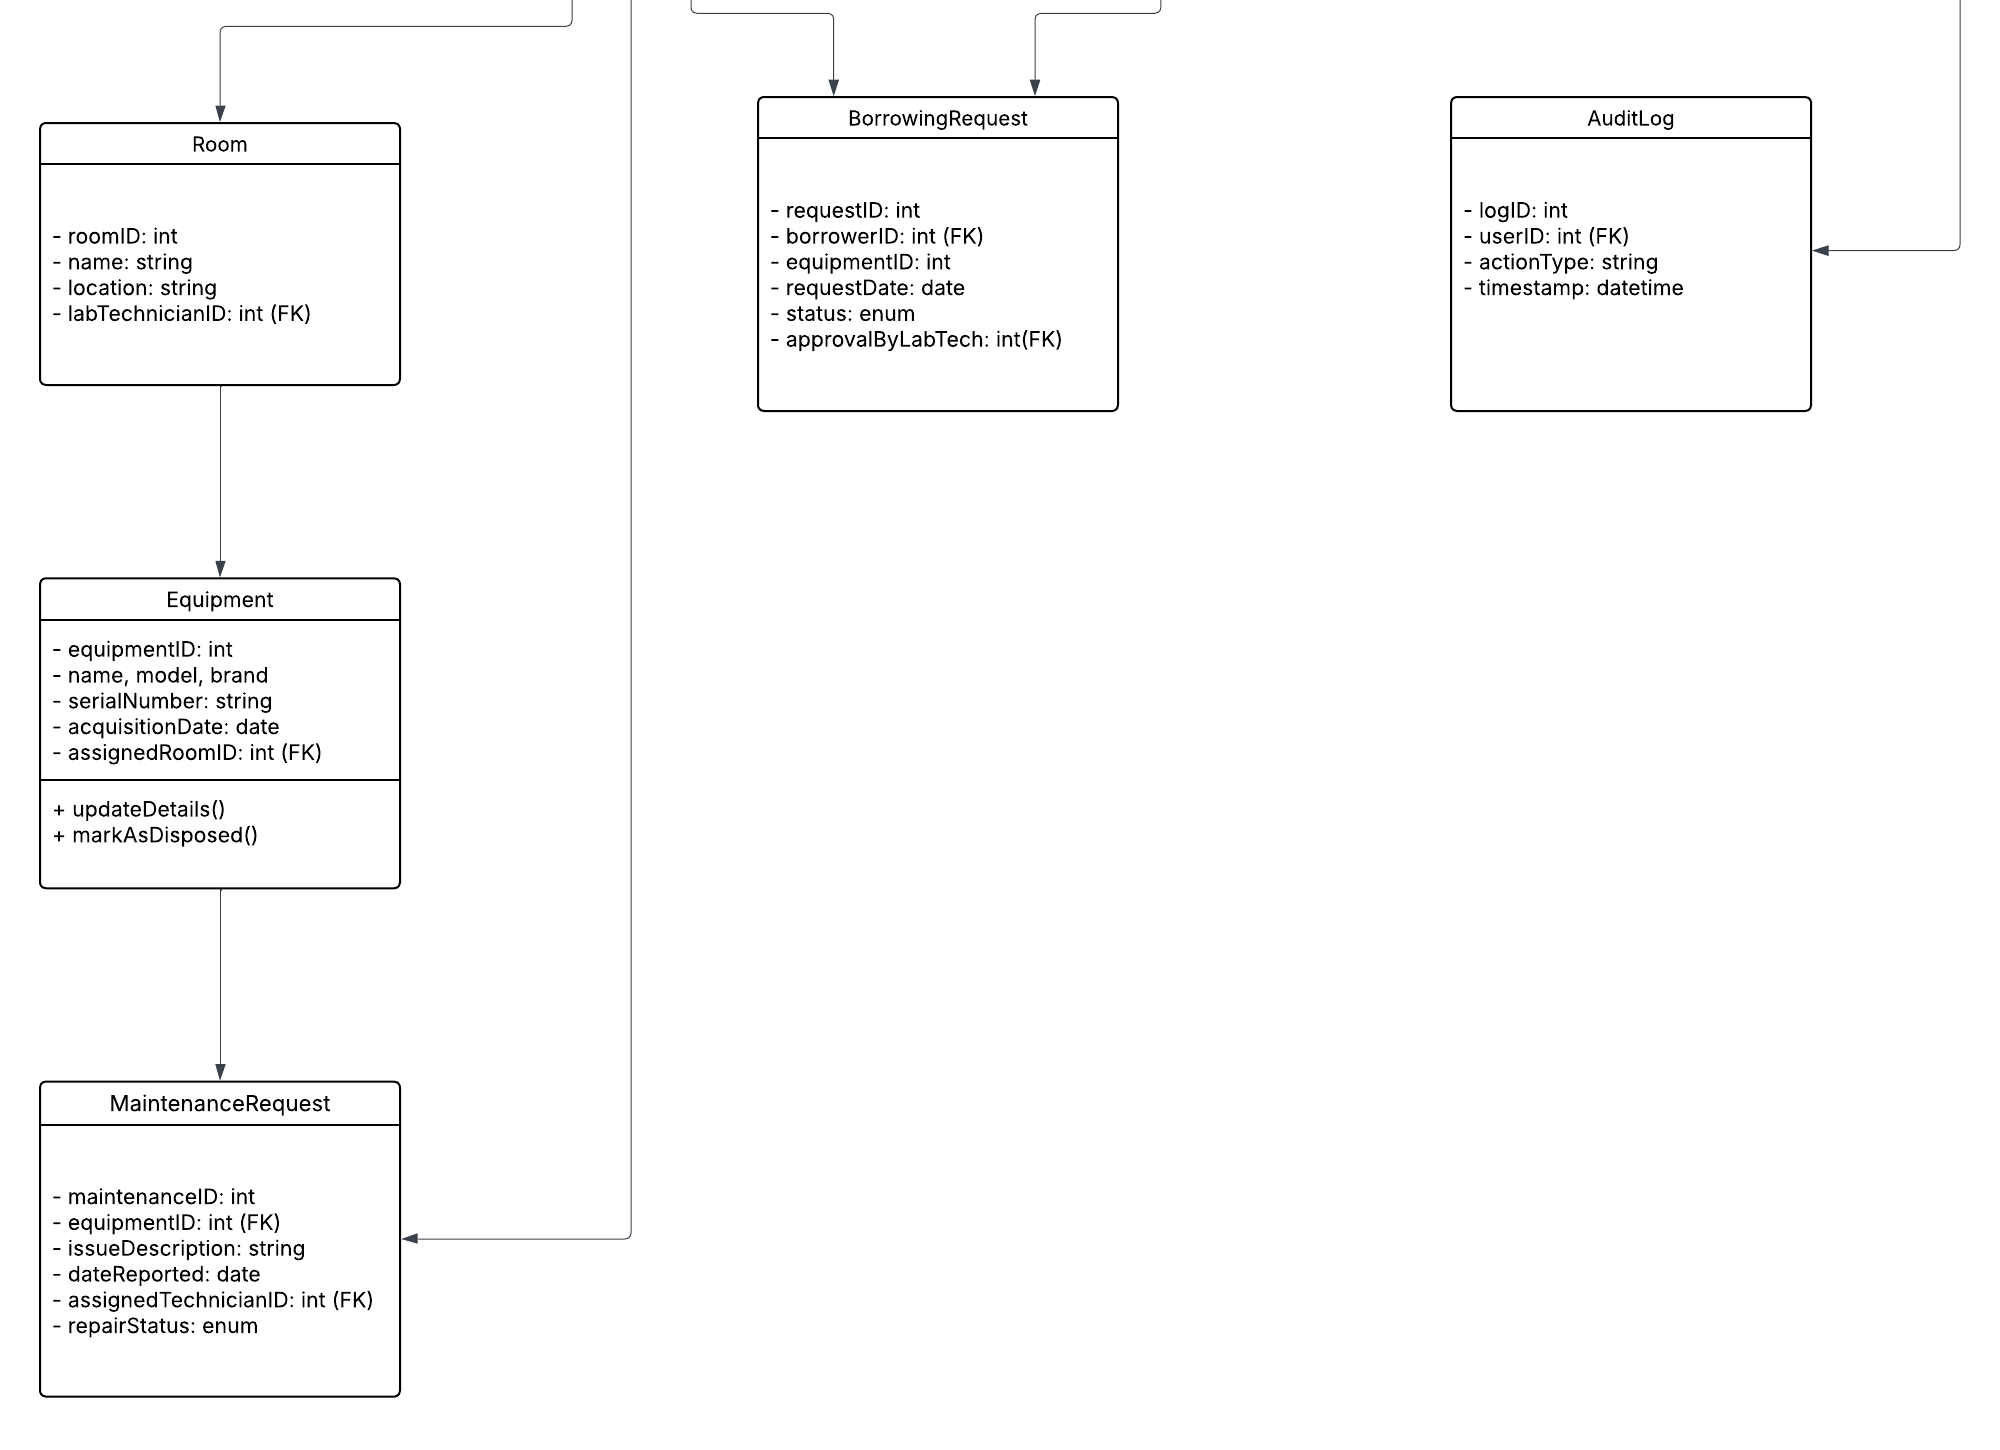 Room
- roomID: int
- name: string
- location: string
- labTechnicianID: int (FK)
BorrowingRequest
- requestID: int
- borrowerID: int (FK)
- equipmentID: int
- requestDate: date
- status: enum
- approvalByLabTech: int(FK)
AuditLog
- logID: int
- userID: int (FK)
- actionType: string
- timestamp: datetime
Equipment
- equipmentID: int
- name, model, brand
- serialNumber: string
- acquisitionDate: date
- assignedRoomID: int (FK)
+ updateDetails()
+ markAsDisposed()
MaintenanceRequest
- maintenanceID: int
- equipmentID: int (FK)
- issueDescription: string
- dateReported: date
- assignedTechnicianID: int (FK)
- repairStatus: enum